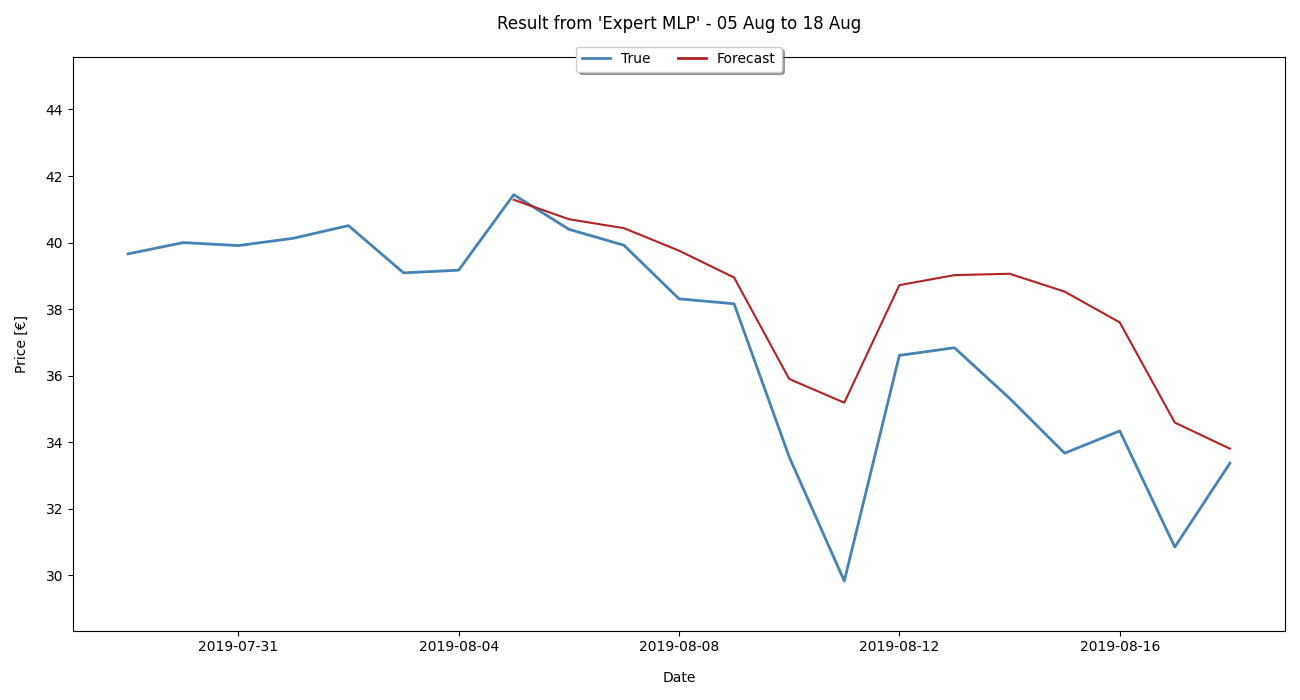 Result from 'Expert MLP' - 05 Aug to 18 Aug
True Forecast
44
42
40
38
36
34
32
30
Price [€]
2019-07-31 2019-08-04 2019-08-08 2019-08-12 2019-08-16
Date